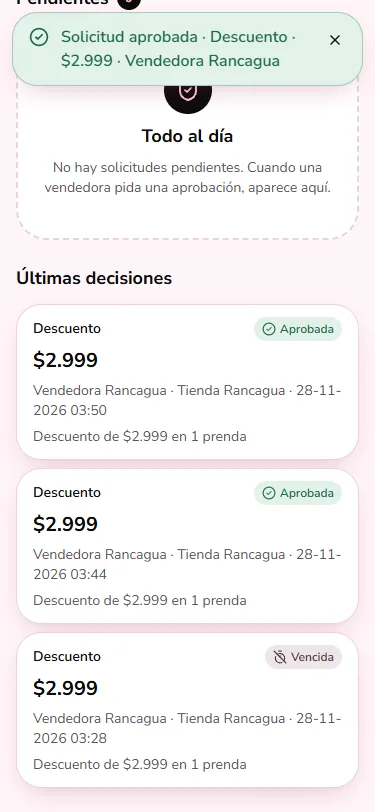 Pendientes
Solicitud aprobada · Descuento ·
$2.999 · Vendedora Rancagua
Todo al día
No hay solicitudes pendientes. Cuando una
vendedora pida una aprobación, aparece aquí.
Últimas decisiones
Descuento
Aprobada
$2.999
Vendedora Rancagua · Tienda Rancagua · 28-11-
2026 03:50
Descuento de $2.999 en 1 prenda
Descuento
Aprobada
$2.999
Vendedora Rancagua · Tienda Rancagua · 28-11-
2026 03:44
Descuento de $2.999 en 1 prenda
Descuento
Vencida
$2.999
Vendedora Rancagua · Tienda Rancagua · 28-11-
2026 03:28
Descuento de $2.999 en 1 prenda